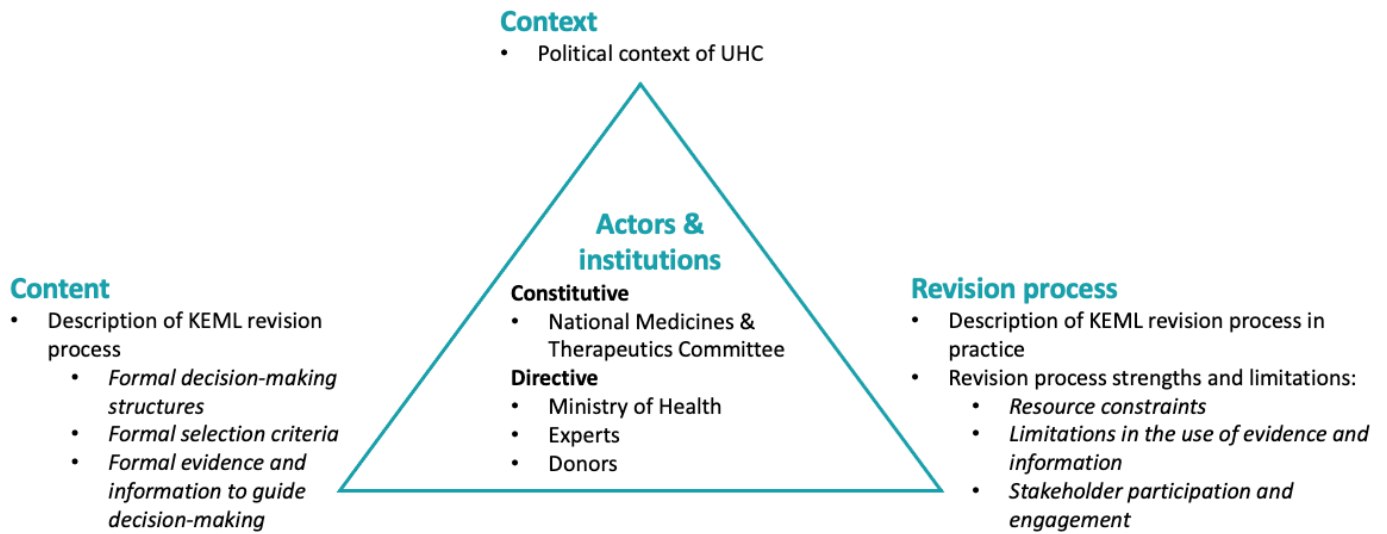 Context
• Political context of UHC
Actors &
institutions
Constitutive
• National Medicines &
Therapeutics Committee
Directive
• Ministry of Health
• Experts
• Donors
Content
• Description of KEML revision
process
• Formal decision-making
structures
• Formal selection criteria
• Formal evidence and
information to guide
decision-making
Revision process
• Description of KEML revision process in
practice
• Revision process strengths and limitations:
• Resource constraints
• Limitations in the use of evidence and
information
• Stakeholder participation and
engagement